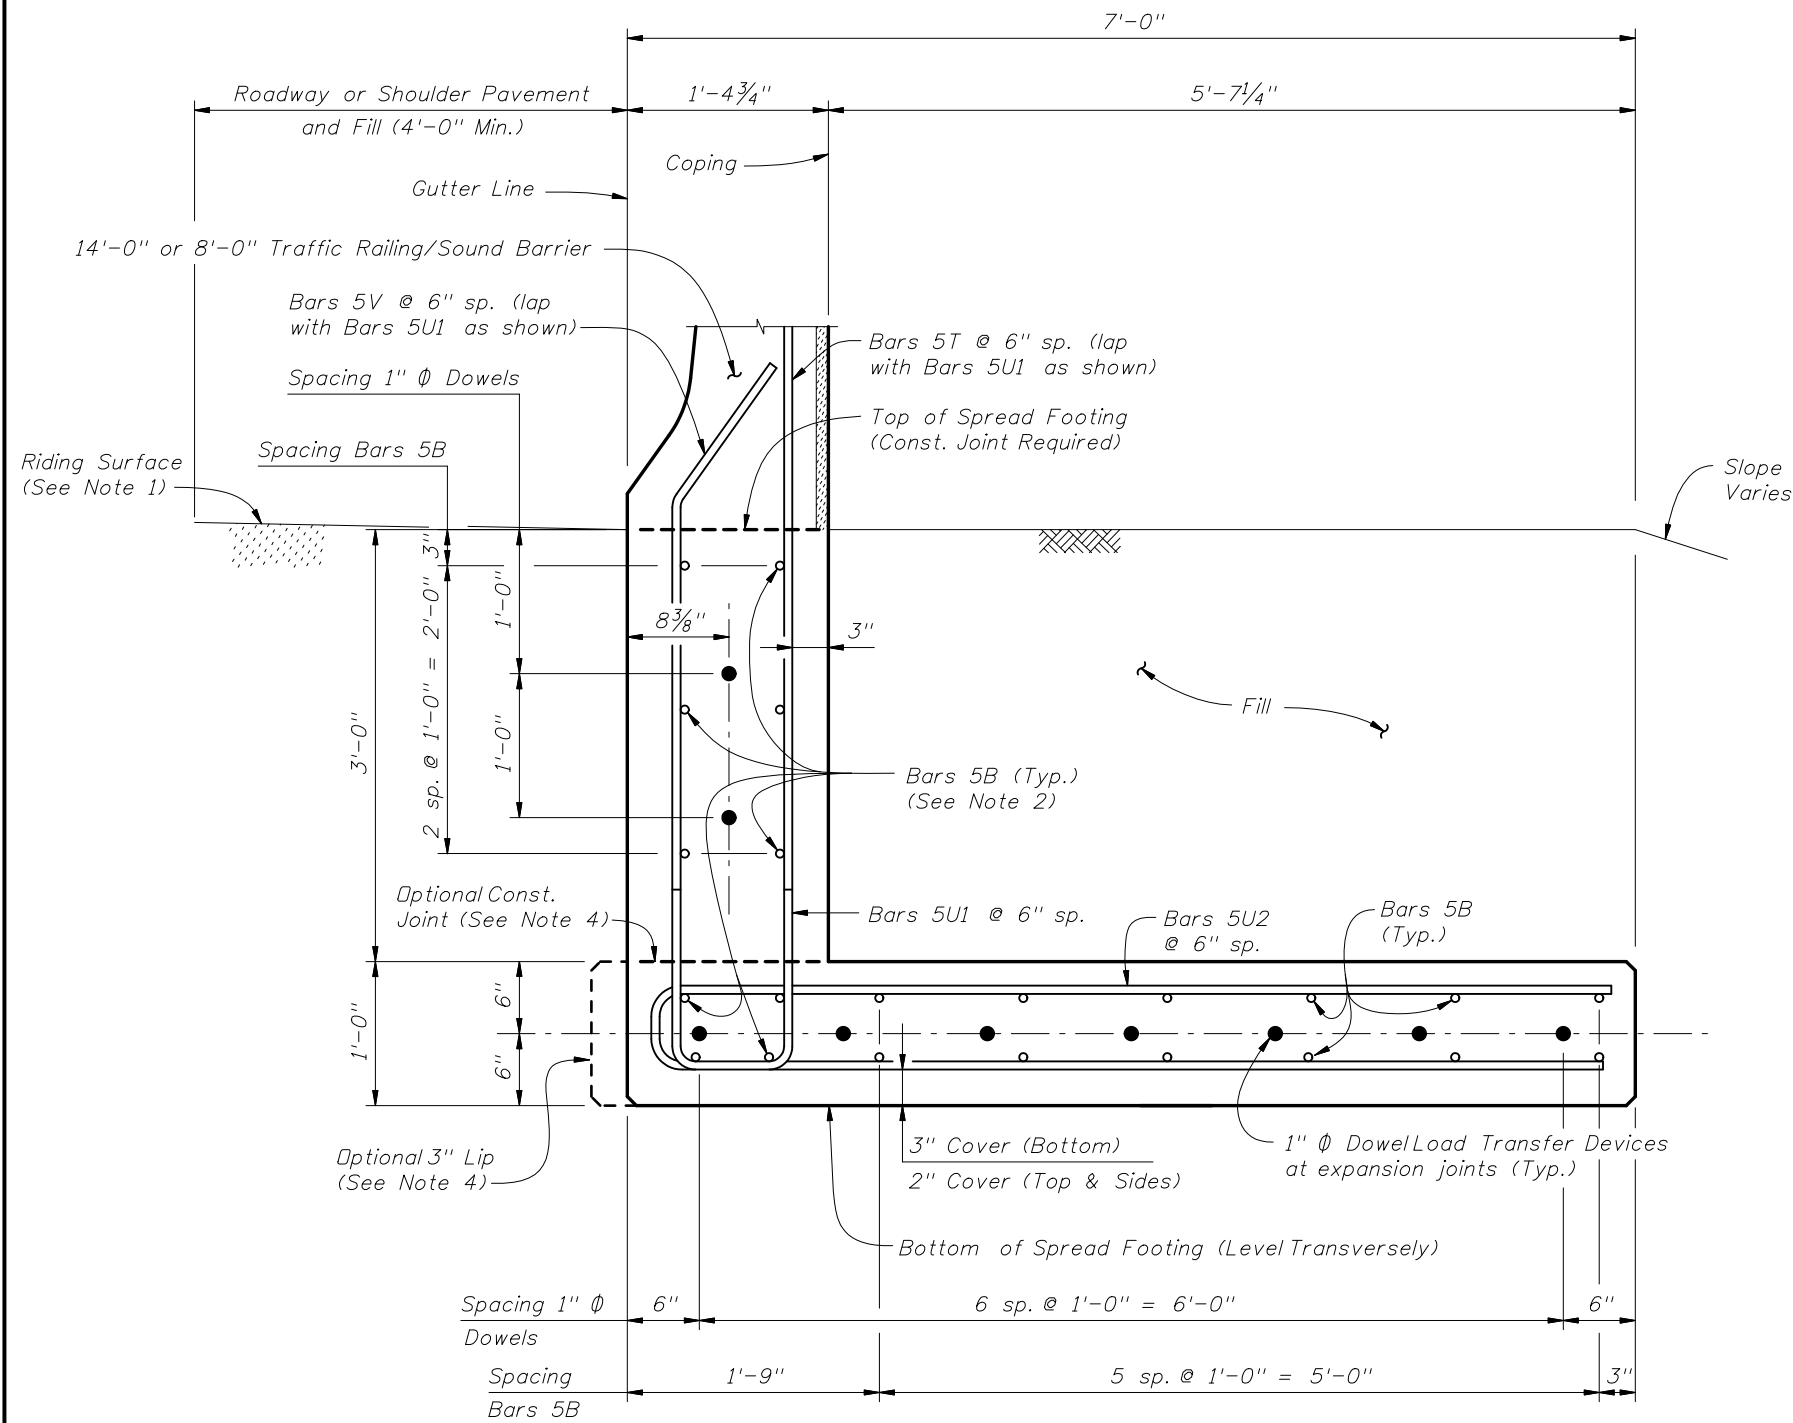 7'-0"
Roadway or Shoulder Pavement
and Fill (4'-0" Min.)
1'-4¾"
5'-7¼"
Coping
Gutter Line
14'-0" or 8'-0" Traffic Railing/Sound Barrier
Bars 5V @ 6" sp. (lap
with Bars 5U1 as shown)
Bars 5T @ 6" sp. (lap
with Bars 5U1 as shown)
Spacing 1" ϕ Dowels
Top of Spread Footing
(Const. Joint Required)
Spacing Bars 5B
Riding Surface
(See Note 1)
Slope
Varies
3"
2 sp. @ 1'-0" = 2'-0"
1'-0"
1'-0"
3'-0"
8⅜"
3"
Fill
Bars 5B (Typ.)
(See Note 2)
Optional Const.
Joint (See Note 4)
Bars 5U1 @ 6" sp.
Bars 5U2
@ 6" sp.
Bars 5B
(Typ.)
1'-0"
6"
6"
Optional 3" Lip
(See Note 4)
3" Cover (Bottom)
2" Cover (Top & Sides)
1" ϕ Dowel Load Transfer Devices
at expansion joints (Typ.)
Bottom of Spread Footing (Level Transversely)
Spacing 1" ϕ
Dowels
6"
6 sp. @ 1'-0" = 6'-0"
6"
Spacing
Bars 5B
1'-9"
5 sp. @ 1'-0" = 5'-0"
3"